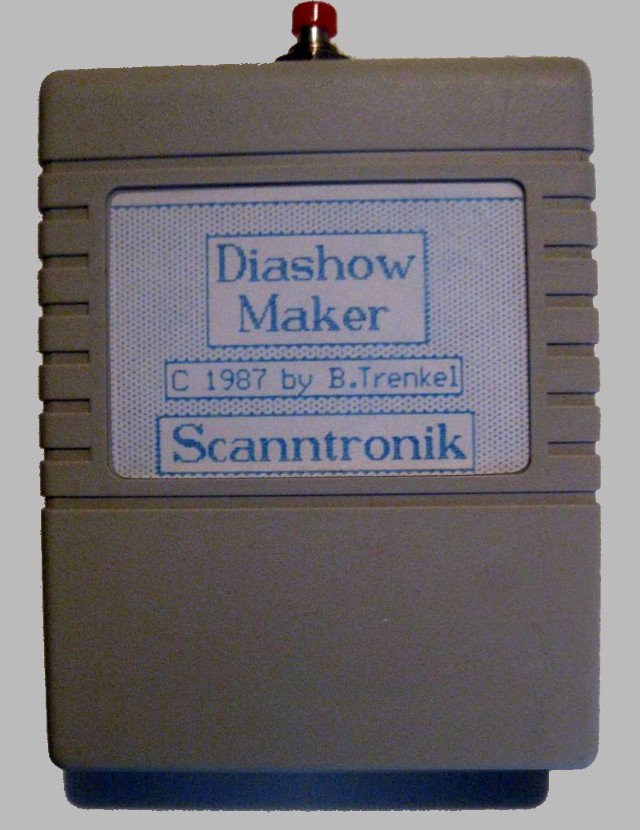 Diashow
Maker
C 1987 by B.Trenkel
Scanntronik